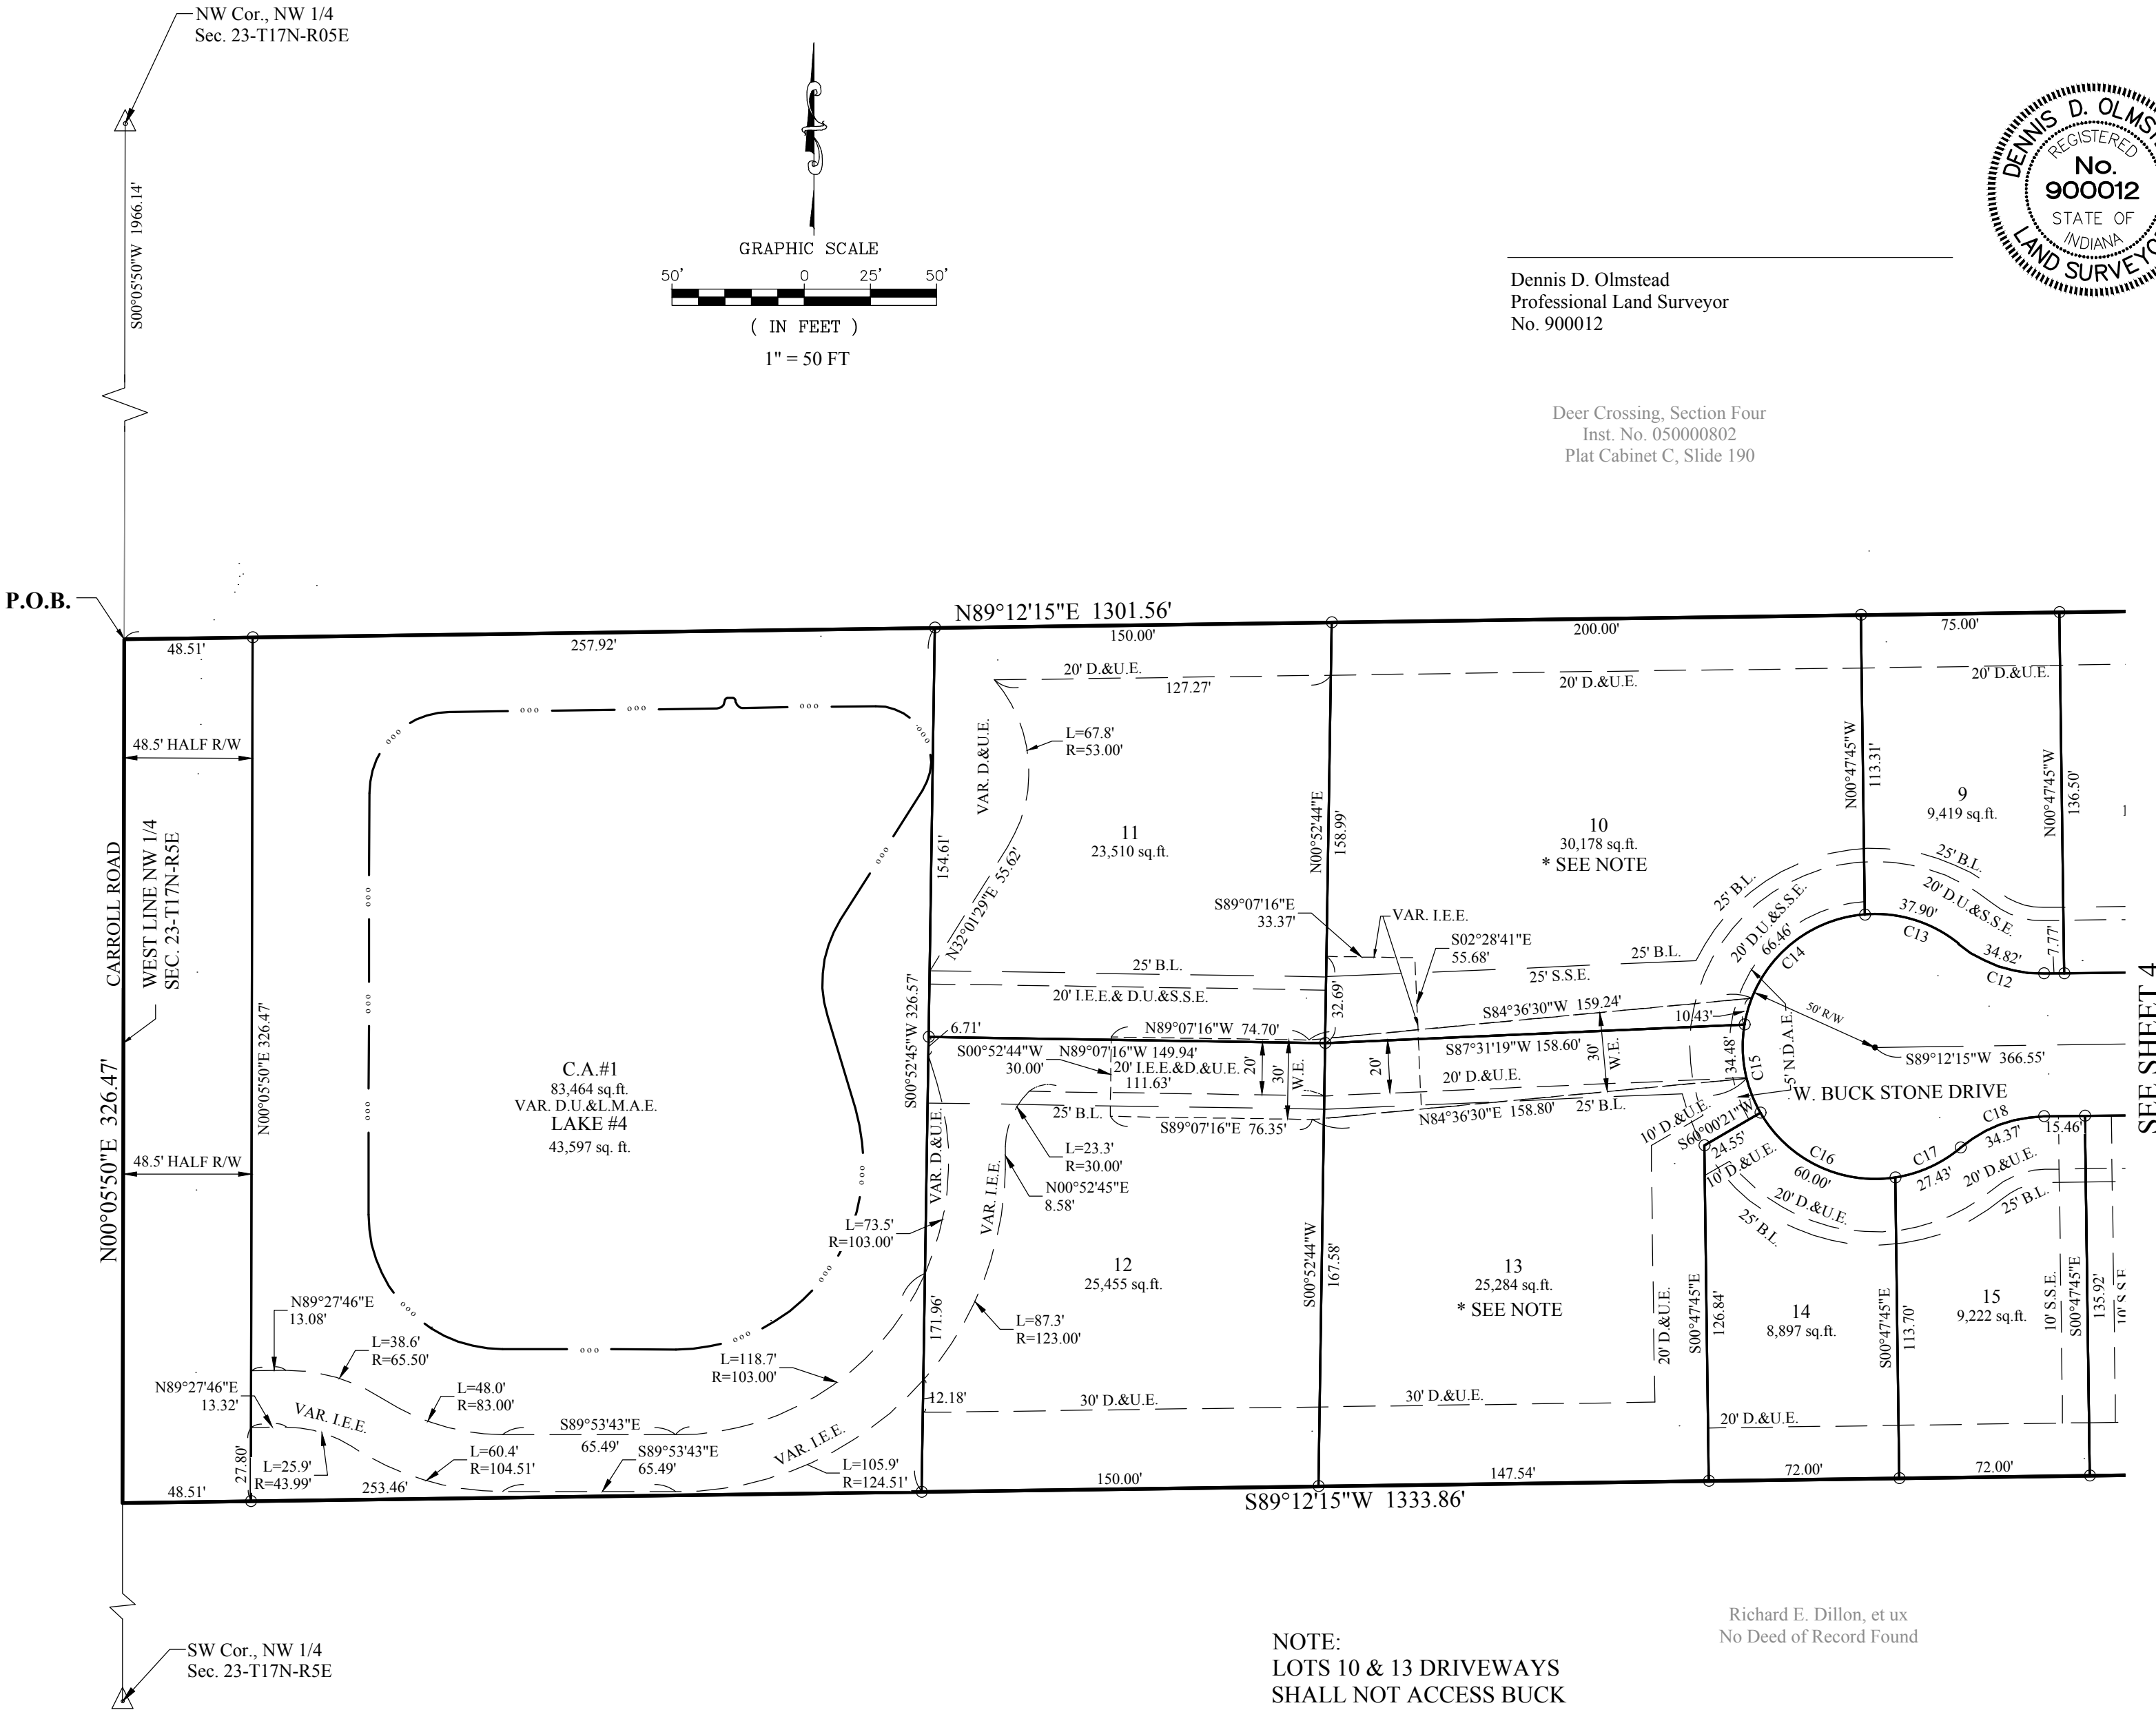 NW Cor., NW 1/4
Sec. 23-T17N-R05E
S00°05'50"W 1966.14'
GRAPHIC SCALE
50' 0 25' 50'
( IN FEET )
1" = 50 FT
DENNIS D. OLMST
REGISTERED
No.
900012
STATE OF
INDIANA
LAND SURVEYO
Dennis D. Olmstead
Professional Land Surveyor
No. 900012
Deer Crossing, Section Four
Inst. No. 050000802
Plat Cabinet C, Slide 190
P.O.B.
N89°12'15"E 1301.56'
48.51'
257.92'
150.00'
200.00'
75.00'
20' D.&U.E.
127.27'
20' D.&U.E.
20' D.&U.E.
48.5' HALF R/W
VAR. D.&U.E.
L=67.8'
R=53.00'
N00°47'45"W
113.31'
N00°47'45"W
136.50'
9
9,419 sq.ft.
11
23,510 sq.ft.
10
30,178 sq.ft.
* SEE NOTE
N00°52'44"E
158.99'
154.61'
N32°01'29"E 55.62'
CARROLL ROAD
WEST LINE NW 1/4
SEC. 23-T17N-R5E
25' B.L.
25' B.L.
20' D.U.&S.S.E.
20' D.U.&S.S.E.
66.46'
C14
37.90'
C13
34.82'
C12
7.77'
S89°07'16"E
33.37'
VAR. I.E.E.
S02°28'41"E
55.68'
25' B.L.
25' B.L.
25' S.S.E.
20' I.E.E.& D.U.&S.S.E.
32.69'
S84°36'30"W 159.24'
10.43'
50' R/W
S89°12'15"W 366.55'
SEE SHEET 4
N00°05'50"E 326.47'
S00°52'45"W 326.57'
6.71'
N89°07'16"W 74.70'
S00°52'44"W
30.00'
N89°07'16"W 149.94'
20' I.E.E.&D.&U.E.
111.63'
20'
30'
W.E.
20'
S87°31'19"W 158.60'
30'
W.E.
20' D.&U.E.
34.48'
C15
5' N.D.A.E.
W. BUCK STONE DRIVE
C.A.#1
83,464 sq.ft.
VAR. D.U.&L.M.A.E.
LAKE #4
43,597 sq. ft.
25' B.L.
S89°07'16"E 76.35'
N84°36'30"E 158.80'
25' B.L.
10' D.&U.E.
S60°00'21"W
24.55'
10' D.&U.E.
C16
60.00'
C17
27.43'
C18
34.37'
15.46'
20' D.&U.E.
20' D.&U.E.
25' B.L.
25' B.L.
N00°05'50"E 326.47'
48.5' HALF R/W
VAR. D.&U.E.
VAR. I.E.E.
L=23.3'
R=30.00'
N00°52'45"E
8.58'
L=73.5'
R=103.00'
S00°52'44"W
167.58'
12
25,455 sq.ft.
13
25,284 sq.ft.
* SEE NOTE
20' D.&U.E.
S00°47'45"E
126.84'
14
8,897 sq.ft.
S00°47'45"E
113.70'
15
9,222 sq.ft.
10' S.S.E.
S00°47'45"E
135.92'
10' S.S.E.
N89°27'46"E
13.08'
L=38.6'
R=65.50'
L=87.3'
R=123.00'
171.96'
L=118.7'
R=103.00'
N89°27'46"E
13.32'
L=48.0'
R=83.00'
VAR. I.E.E.
12.18'
30' D.&U.E.
30' D.&U.E.
20' D.&U.E.
S89°53'43"E
65.49'
S89°53'43"E
65.49'
VAR. I.E.E.
27.80'
L=25.9'
R=43.99'
L=60.4'
R=104.51'
L=105.9'
R=124.51'
48.51'
253.46'
150.00'
147.54'
72.00'
72.00'
S89°12'15"W 1333.86'
SW Cor., NW 1/4
Sec. 23-T17N-R5E
Richard E. Dillon, et ux
No Deed of Record Found
NOTE:
LOTS 10 & 13 DRIVEWAYS
SHALL NOT ACCESS BUCK